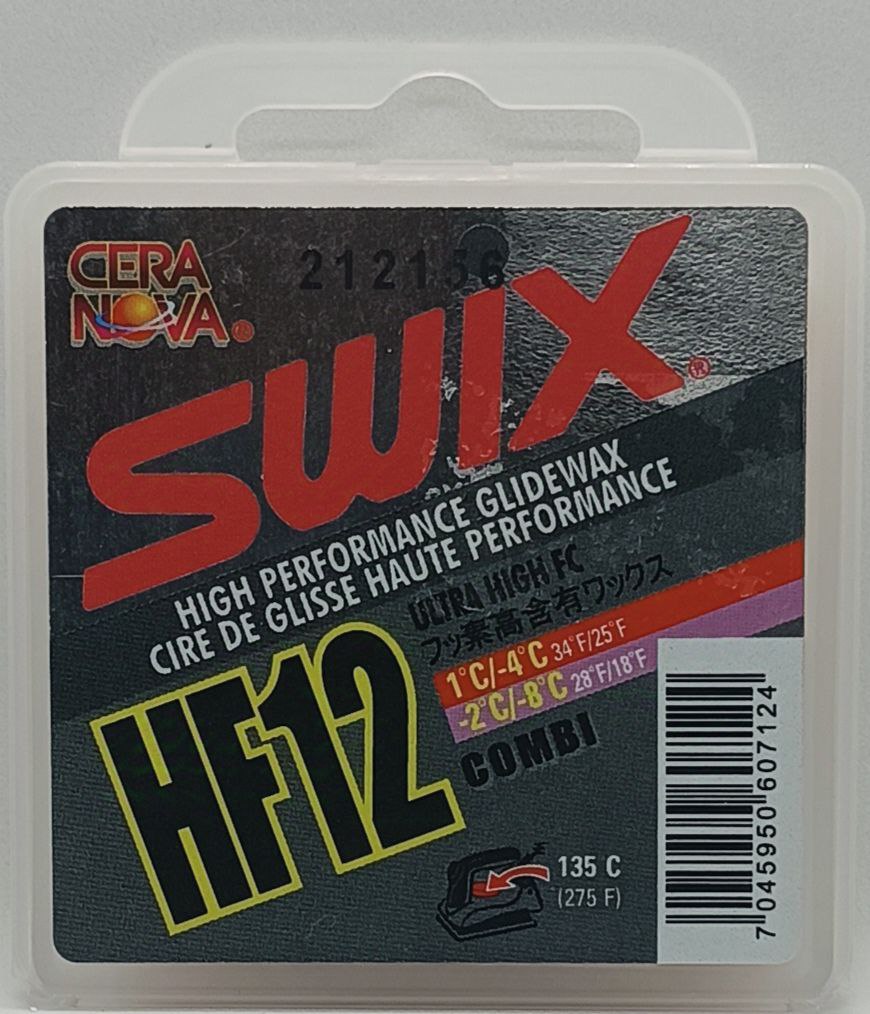 CERA
NOVA®
212156
SWIX®
HIGH PERFORMANCE GLIDEWAX
CIRE DE GLISSE HAUTE PERFORMANCE
ULTRA HIGH FC
フッ素高含有ワックス
HF12
1°C/-4°C 34°F/25°F
-2°C/-8°C 28°F/18°F
COMBI
135 C
(275 F)
7 045950 607124